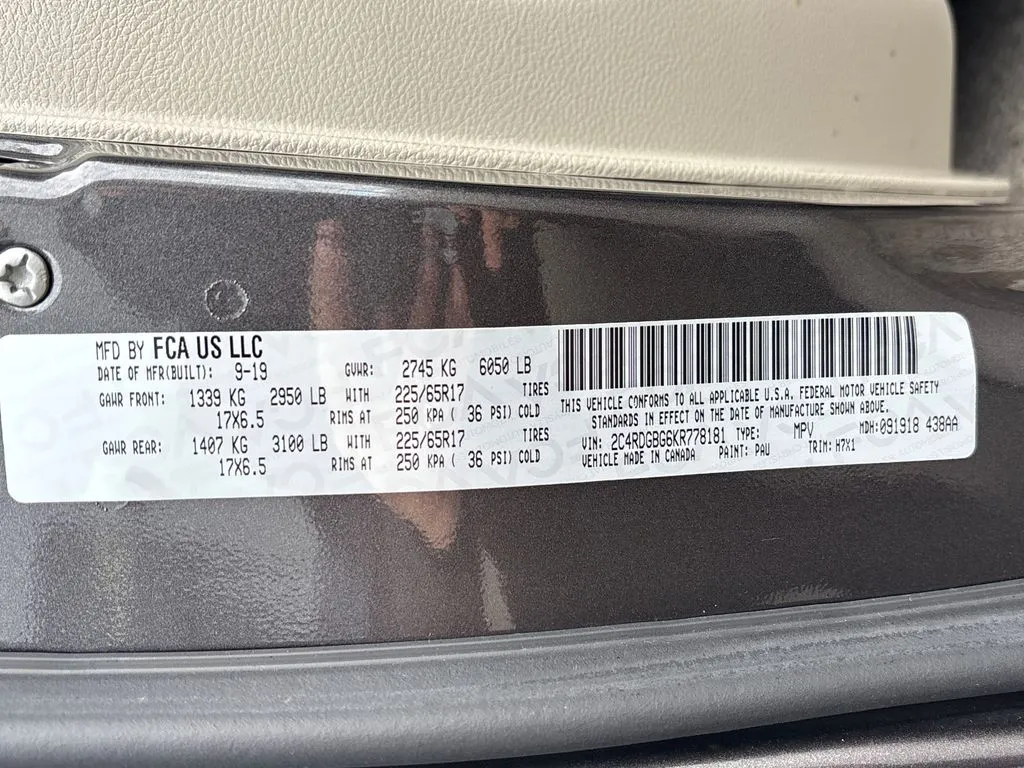 MFD BY FCA US LLC
DATE OF MFR(BUILT): 9-19 GVWR: 2745 KG 6050 LB
GAWR FRONT: 1339 KG 2950 LB WITH 225/65R17 TIRES
17X6.5 RIMS AT 250 KPA ( 36 PSI) COLD
GAWR REAR: 1407 KG 3100 LB WITH 225/65R17 TIRES
17X6.5 RIMS AT 250 KPA ( 36 PSI) COLD
THIS VEHICLE CONFORMS TO ALL APPLICABLE U.S.A. FEDERAL MOTOR VEHICLE SAFETY
STANDARDS IN EFFECT ON THE DATE OF MANUFACTURE SHOWN ABOVE.
VIN: 2C4RDGBG6KR778181 TYPE: MPV MDH:091918 438AA
VEHICLE MADE IN CANADA PAINT: PAU TRIM: H7X1